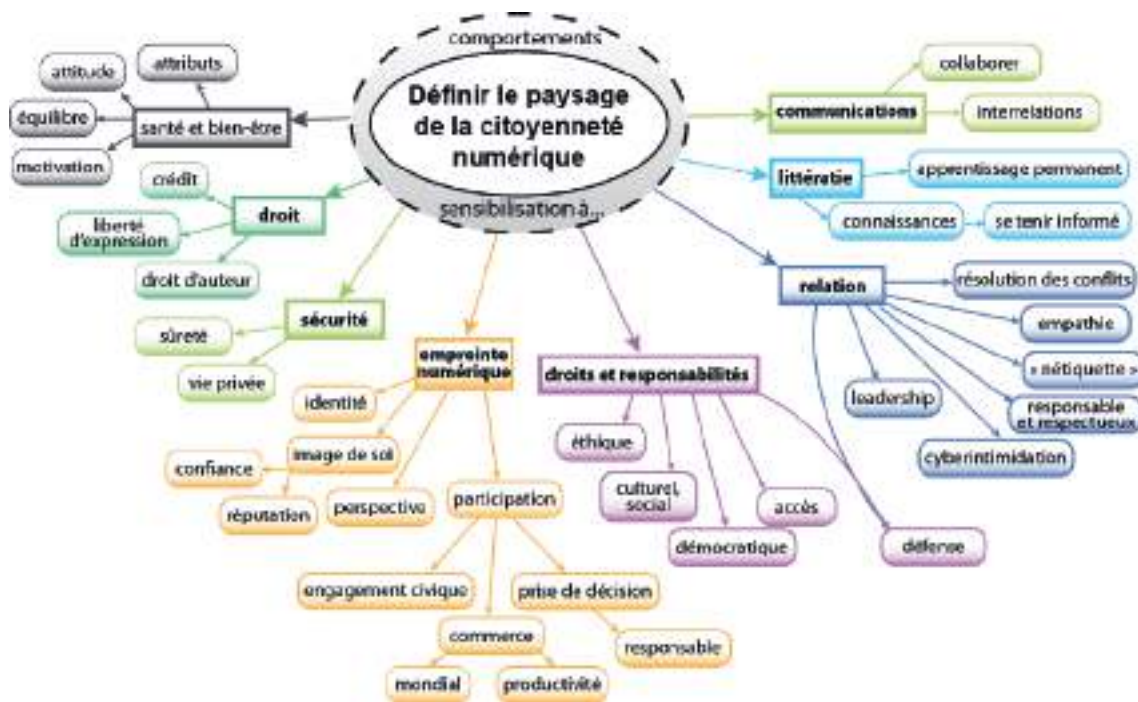 comportements
Définir le paysage
de la citoyenneté
numérique
sensibilisation à...
attributs
attitude
équilibre
santé et bien-être
motivation
crédit
droit
liberté
d'expression
droit d'auteur
sécurité
sûreté
vie privée
empreinte
numérique
identité
image de soi
confiance
réputation
perspective
participation
engagement civique
prise de décision
commerce
responsable
mondial
productivité
droits et responsabilités
éthique
culturel,
social
démocratique
accès
défense
communications
collaborer
interrelations
littératie
apprentissage permanent
connaissances
se tenir informé
relation
résolution des conflits
empathie
« nétiquette »
responsable
et respectueux
cyberintimidation
leadership